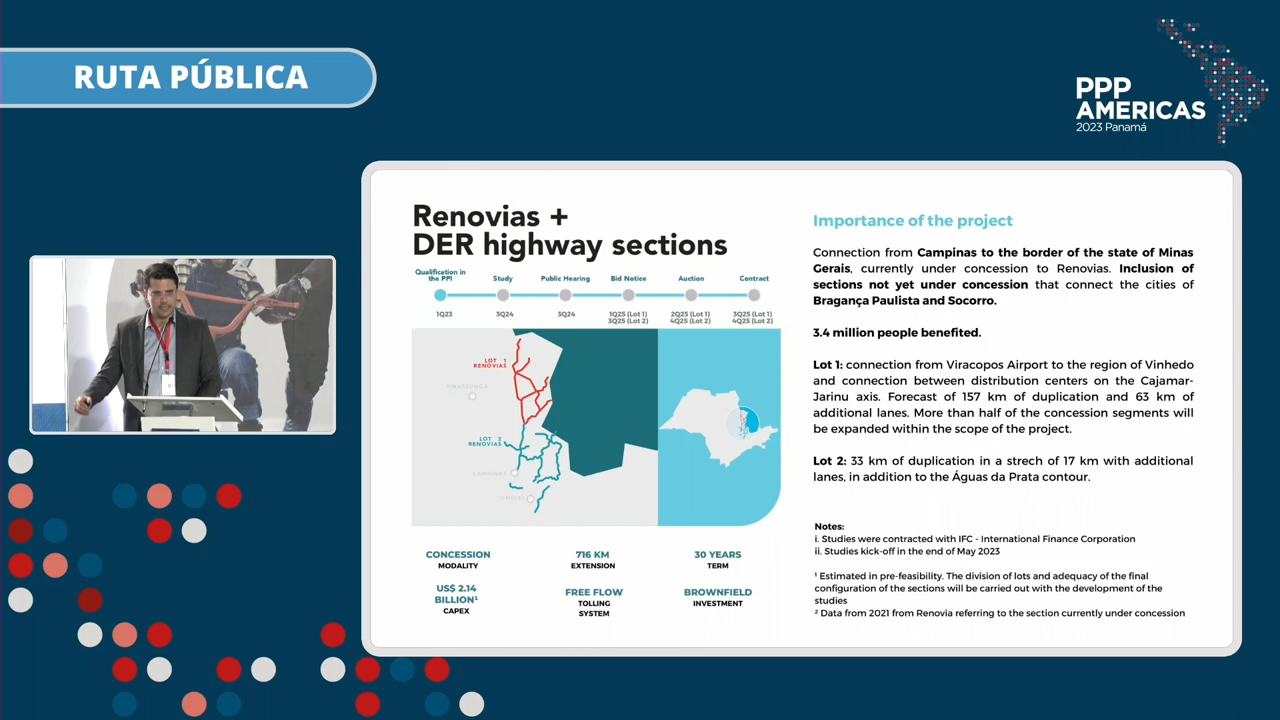 RUTA PÚBLICA
PPP
AMERICAS
2023 Panamá
Renovias +
DER highway sections
Qualification in
the PPI
Study
Public Hearing
Bid Notice
Auction
Contract
1Q23
3Q24
3Q24
1Q25 (Lot 1)
3Q25 (Lot 2)
2Q25 (Lot 1)
4Q25 (Lot 2)
3Q25 (Lot 1)
4Q25 (Lot 2)
LOT 1
RENOVIAS
LOT 2
RENOVIAS
CAMPINAS
CONCESSION
MODALITY
716 KM
EXTENSION
30 YEARS
TERM
US$ 2.14
BILLION¹
CAPEX
FREE FLOW
TOLLING
SYSTEM
BROWNFIELD
INVESTMENT
Importance of the project
Connection from Campinas to the border of the state of Minas
Gerais, currently under concession to Renovias. Inclusion of
sections not yet under concession that connect the cities of
Bragança Paulista and Socorro.
3.4 million people benefited.
Lot 1: connection from Viracopos Airport to the region of Vinhedo
and connection between distribution centers on the Cajamar-
Jarinu axis. Forecast of 157 km of duplication and 63 km of
additional lanes. More than half of the concession segments will
be expanded within the scope of the project.
Lot 2: 33 km of duplication in a strech of 17 km with additional
lanes, in addition to the Águas da Prata contour.
Notes:
i. Studies were contracted with IFC - International Finance Corporation
ii. Studies kick-off in the end of May 2023
¹ Estimated in pre-feasibility. The division of lots and adequacy of the final
configuration of the sections will be carried out with the development of the
studies
² Data from 2021 from Renovia referring to the section currently under concession